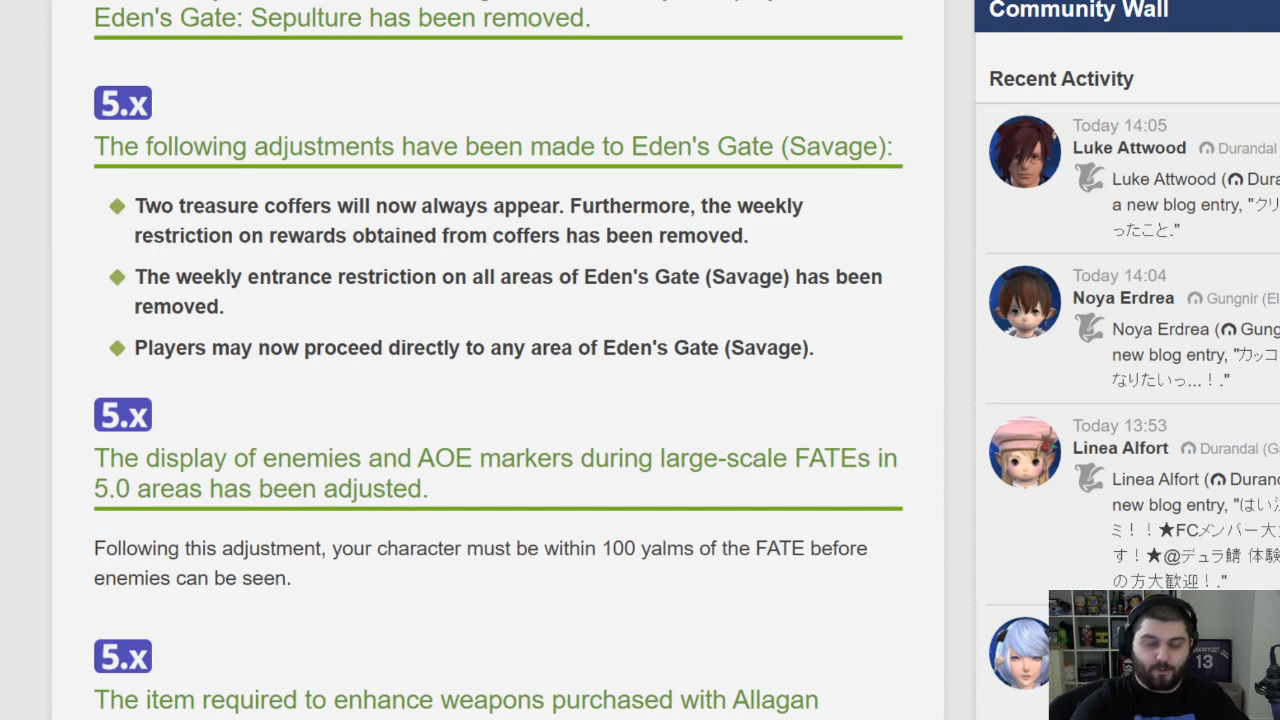 Eden's Gate: Sepulture has been removed.
5.x
The following adjustments have been made to Eden's Gate (Savage):
Two treasure coffers will now always appear. Furthermore, the weekly
restriction on rewards obtained from coffers has been removed.
The weekly entrance restriction on all areas of Eden's Gate (Savage) has been
removed.
Players may now proceed directly to any area of Eden's Gate (Savage).
5.x
The display of enemies and AOE markers during large-scale FATEs in
5.0 areas has been adjusted.
Following this adjustment, your character must be within 100 yalms of the FATE before
enemies can be seen.
5.x
The item required to enhance weapons purchased with Allagan
Community Wall
Recent Activity
Today 14:05
Luke Attwood Durandal
Luke Attwood (Dura
a new blog entry, "クリ
ったこと."
Today 14:04
Noya Erdrea Gungnir (El
Noya Erdrea (Gung
new blog entry, "カッコ
なりたいっ...！."
Today 13:53
Linea Alfort Durandal (Ga
Linea Alfort (Duran
new blog entry, "はい
ミ！！★FCメンバー大
す！★@デュラ鯖 体験
の方大歓迎！."
13